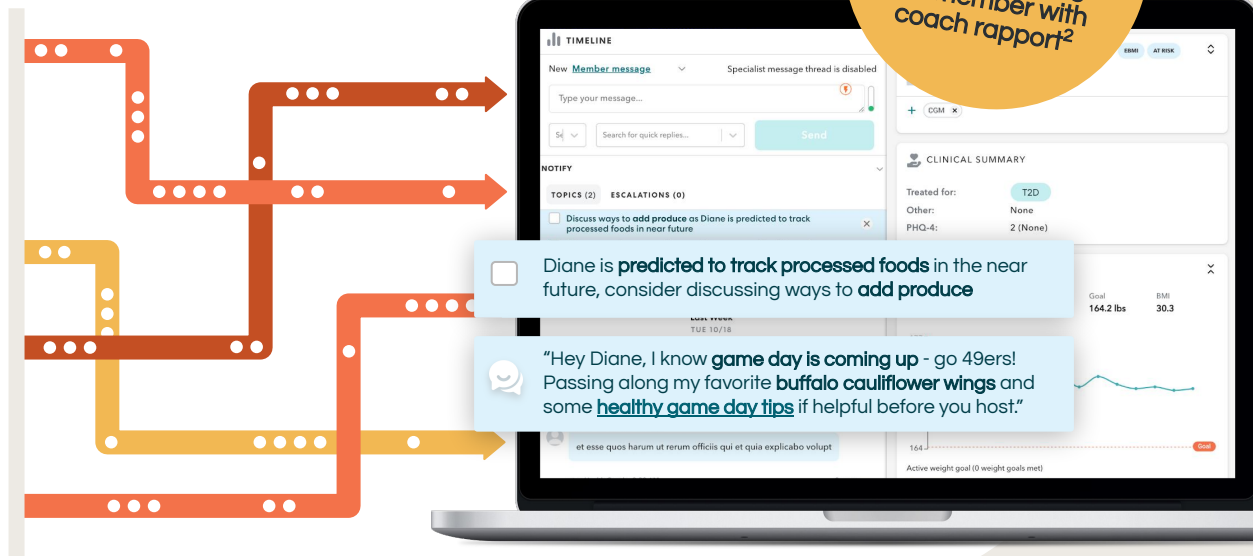 member with
coach rapport²
TIMELINE
New Member message
Specialist message thread is disabled
Type your message...
Search for quick replies...
Send
NOTIFY
TOPICS (2) ESCALATIONS (0)
Discuss ways to add produce as Diane is predicted to track
processed foods in near future
Diane is predicted to track processed foods in the near
future, consider discussing ways to add produce
Last Week
TUE 10/18
"Hey Diane, I know game day is coming up - go 49ers!
Passing along my favorite buffalo cauliflower wings and
some healthy game day tips if helpful before you host."
et esse quos harum ut rerum officiis qui et quia explicabo volupt
EBMI AT RISK
+ CGM ×
CLINICAL SUMMARY
Treated for: T2D
Other: None
PHQ-4: 2 (None)
Goal BMI
164.2 lbs 30.3
164
Goal
Active weight goal (0 weight goals met)